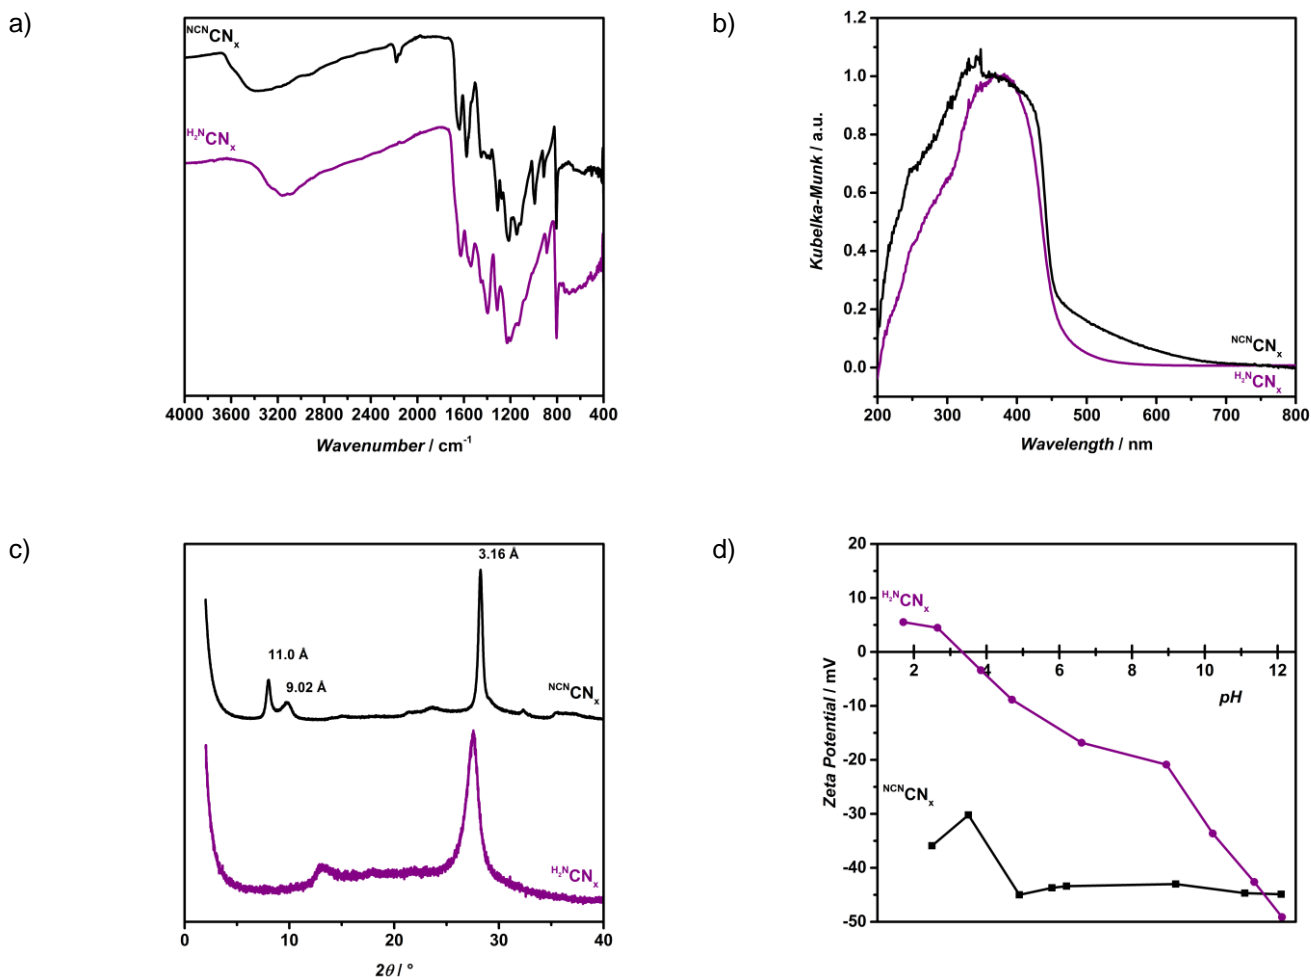 a)
NCNCNx
H2NCNx
4000 3600 3200 2800 2400 2000 1600 1200 800 400
Wavenumber / cm-1
b)
1.2
1.0
0.8
0.6
0.4
0.2
0.0
Kubelka-Munk / a.u.
NCNCNx
H2NCNx
200 300 400 500 600 700 800
Wavelength / nm
c)
3.16 Å
11.0 Å
9.02 Å
NCNCNx
H2NCNx
0 10 20 30 40
2θ / °
d)
20
10
0
-10
-20
-30
-40
-50
Zeta Potential / mV
H2NCNx
2 4 6 8 10 12
pH
NCNCNx